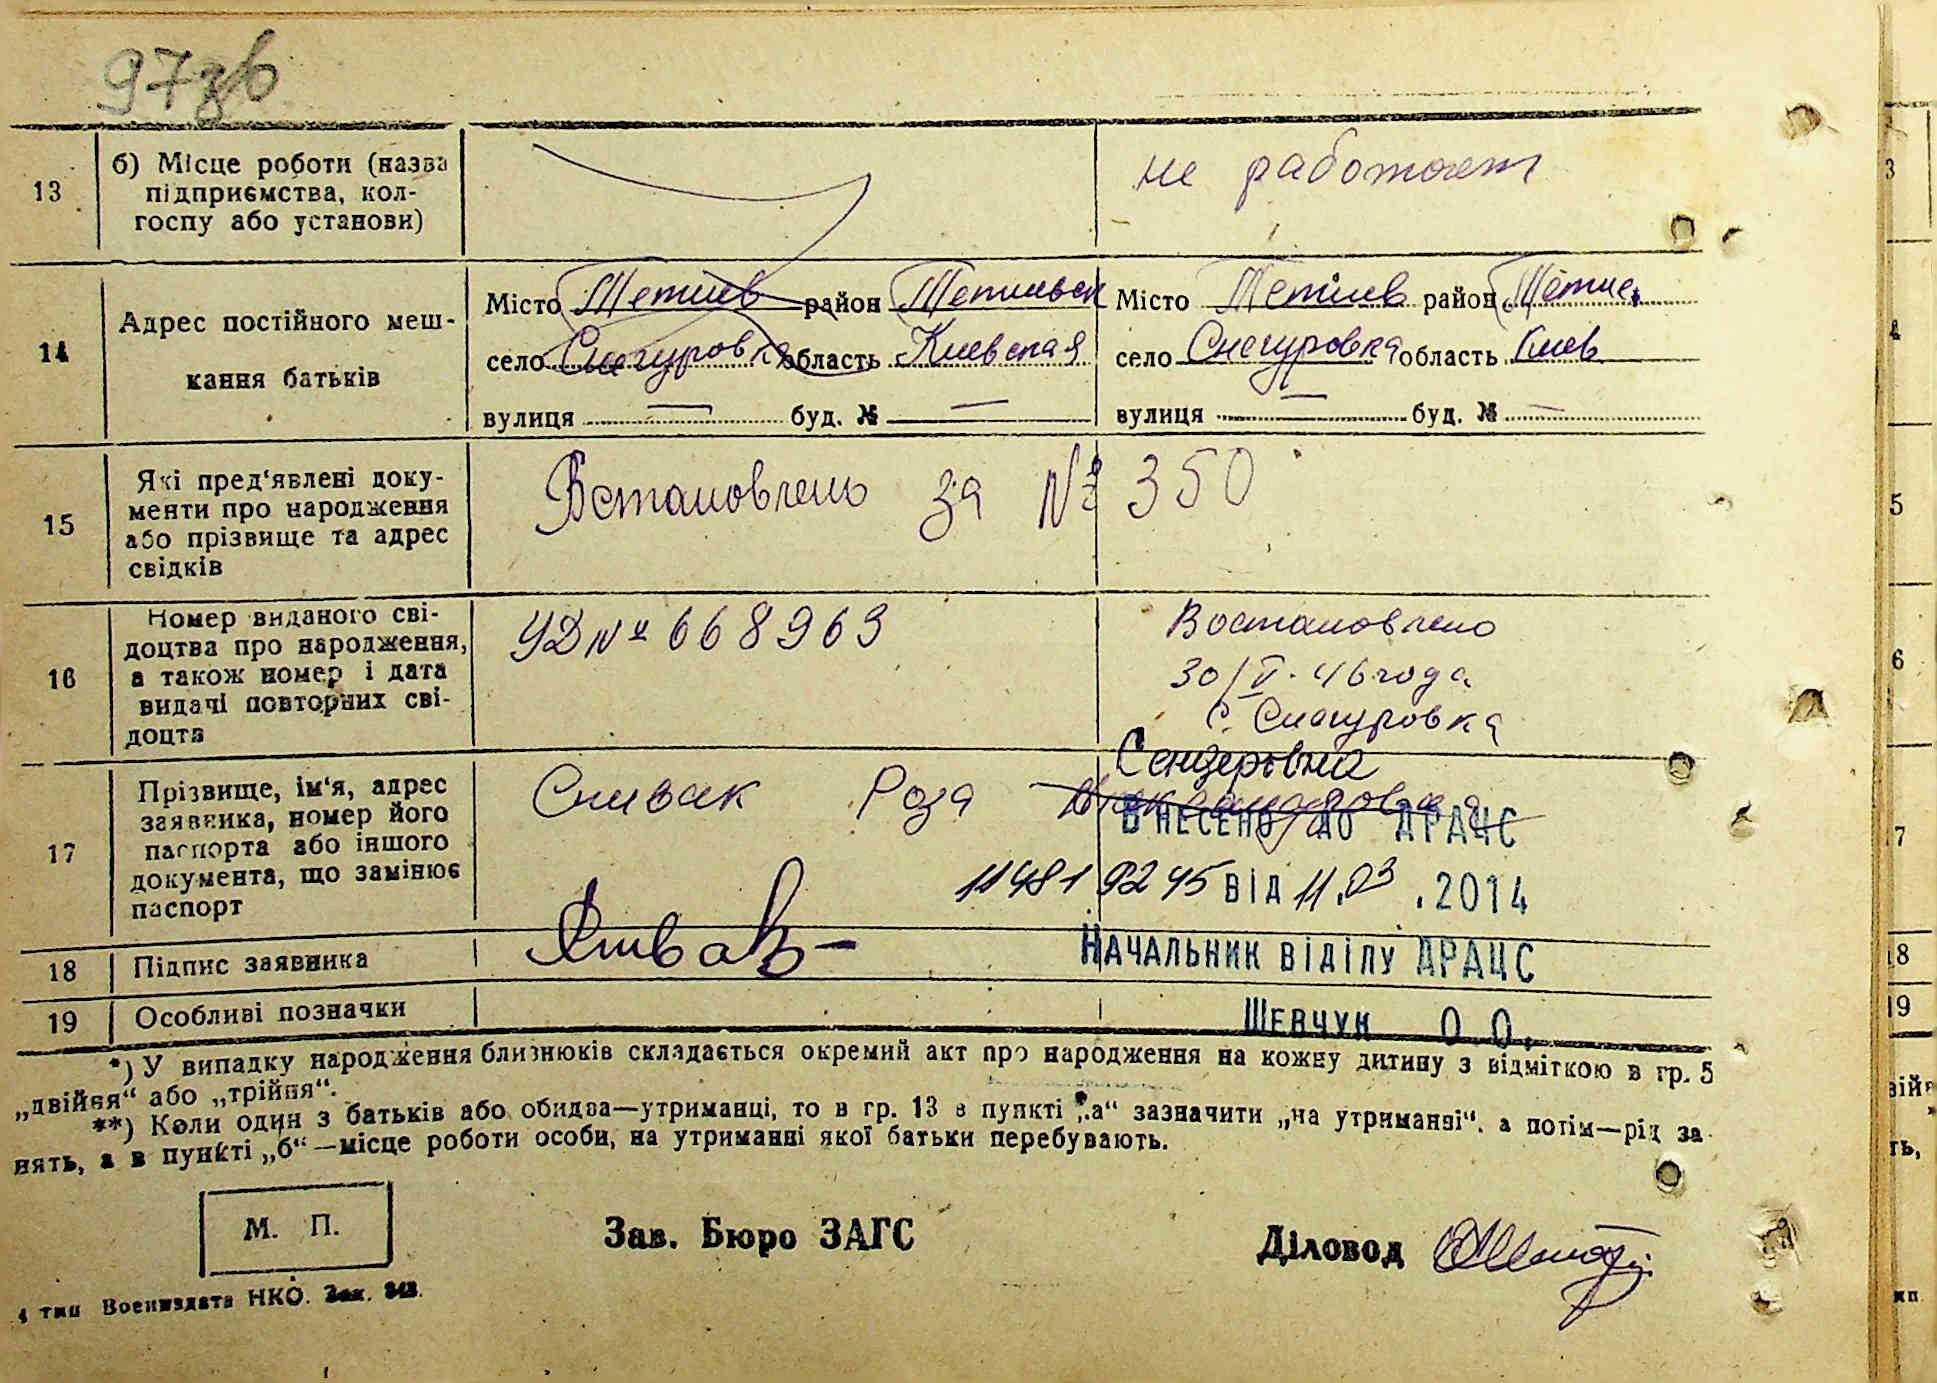 97зв
13
б) Місце роботи (назва
підприємства, кол-
госпу або установи)
не работает
14
Адрес постійного меш-
кання батьків
Місто Тетиев район Тетиевск
село Снегуровка область Киевская
вулиця — буд. № —
Місто Тетиев район Тетие
село Снегуровка область Киев
вулиця — буд. № —
15
Які пред'явлені доку-
менти про народження
або прізвище та адрес
свідків
Встановлень за № 350
16
Номер виданого сві-
доцтва про народження,
а також номер і дата
видачі повторних сві-
доцтв
УД № 668963
Востановлено
30/V. 46 года
С. Снегуровка
17
Прізвище, ім'я, адрес
заявника, номер його
паспорта або іншого
документа, що замінює
паспорт
Сендеровна
Спивак Роза
ВНЕСЕНО ДО ДРАЦС
11481 9245 від 11.03 .2014
18
Підпис заявника
Спивак
НАЧАЛЬНИК ВІДІЛУ ДРАЦС
19
Особливі позначки
ШЕВЧУК О.О.
*) У випадку народження близнюків складається окремий акт про народження на кожну дитину з відміткою в гр. 5
„двійня“ або „трійня“.
**) Коли один з батьків або обидва—утриманці, то в гр. 13 в пункті „а“ зазначити „на утриманні“, а потім—рід за-
нять, а в пункті „б“—місце роботи особи, на утриманні якої батьки перебувають.
М. П.
Зав. Бюро ЗАГС
Діловод
4 тип Воениздата НКО. Зак. 343.